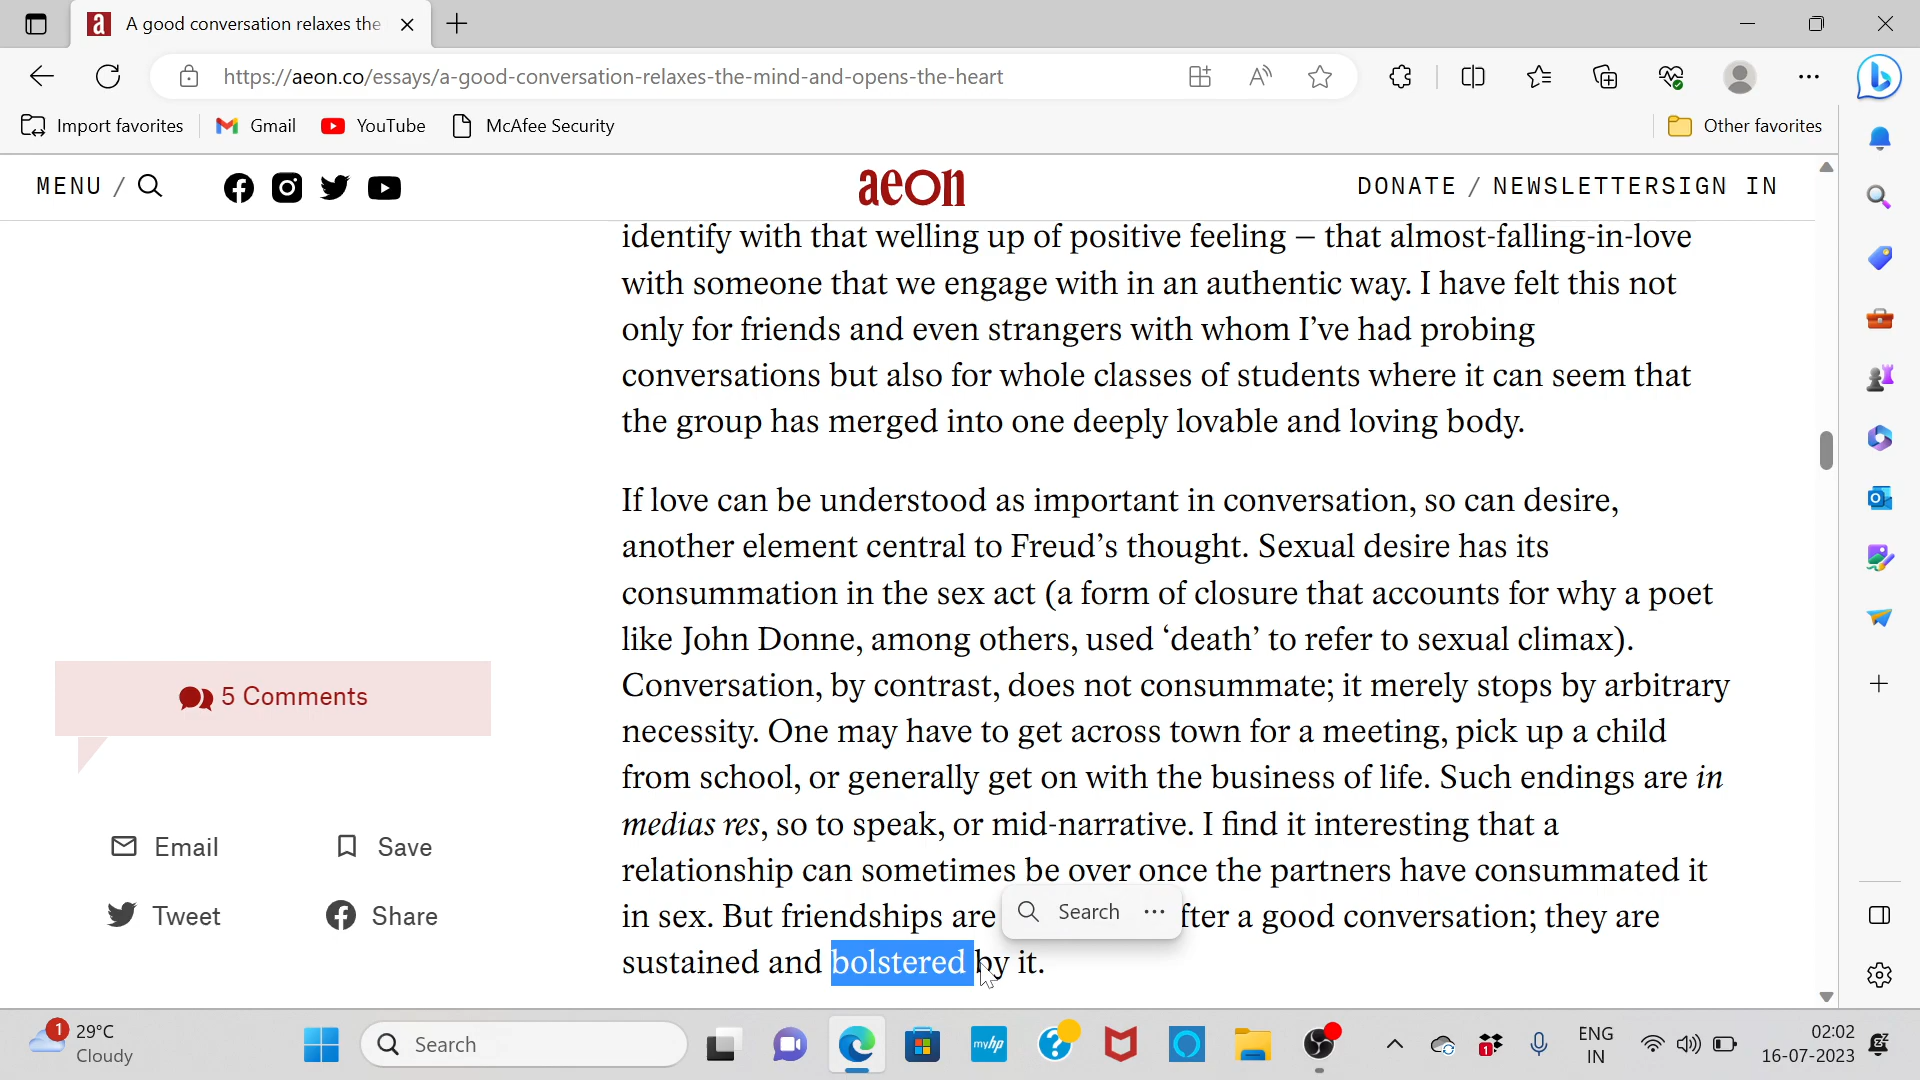 A good conversation relaxes the
https://aeon.co/essays/a-good-conversation-relaxes-the-mind-and-opens-the-heart
Import favorites
Gmail
YouTube
McAfee Security
Other favorites
MENU /
aeon
DONATE / NEWSLETTERSIGN IN
identify with that welling up of positive feeling – that almost-falling-in-love
with someone that we engage with in an authentic way. I have felt this not
only for friends and even strangers with whom I’ve had probing
conversations but also for whole classes of students where it can seem that
the group has merged into one deeply lovable and loving body.
If love can be understood as important in conversation, so can desire,
another element central to Freud’s thought. Sexual desire has its
consummation in the sex act (a form of closure that accounts for why a poet
like John Donne, among others, used ‘death’ to refer to sexual climax).
Conversation, by contrast, does not consummate; it merely stops by arbitrary
necessity. One may have to get across town for a meeting, pick up a child
from school, or generally get on with the business of life. Such endings are in
medias res, so to speak, or mid-narrative. I find it interesting that a
relationship can sometimes be over once the partners have consummated it
in sex. But friendships are fter a good conversation; they are
sustained and bolstered by it.
Search ...
5 Comments
Email
Save
Tweet
Share
1
29°C
Cloudy
Search
myhp
1
ENG
IN
02:02
16-07-2023